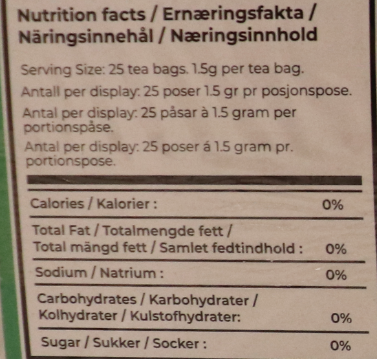 Nutrition facts / Ernæringsfakta /
Näringsinnehål / Næringsinnhold
Serving Size: 25 tea bags. 1.5g per tea bag.
Antall per display: 25 poser 1.5 gr pr posjonspose.
Antal per display: 25 påsar à 1.5 gram per
portionspåse.
Antal per display: 25 poser á 1.5 gram pr.
portionspose.
Calories / Kalorier : 0%
Total Fat / Totalmengde fett /
Total mängd fett / Samlet fedtindhold : 0%
Sodium / Natrium : 0%
Carbohydrates / Karbohydrater /
Kolhydrater / Kulstofhydrater: 0%
Sugar / Sukker / Socker : 0%